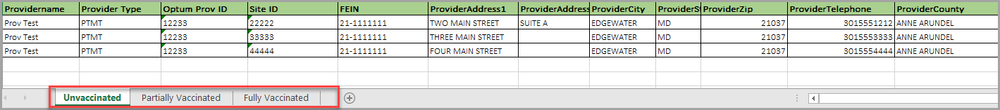 Providername Provider Type Optum Prov ID Site ID FEIN ProviderAddress1 ProviderAddress ProviderCity ProviderSt ProviderZip ProviderTelephone ProviderCounty
Prov Test PTMT 12233 22222 21-1111111 TWO MAIN STREET SUITE A EDGEWATER MD 21037 3015551212 ANNE ARUNDEL
Prov Test PTMT 12233 33333 21-1111111 THREE MAIN STREET EDGEWATER MD 21037 3015553333 ANNE ARUNDEL
Prov Test PTMT 12233 44444 21-1111111 FOUR MAIN STREET EDGEWATER MD 21037 3015554444 ANNE ARUNDEL
Unvaccinated Partially Vaccinated Fully Vaccinated